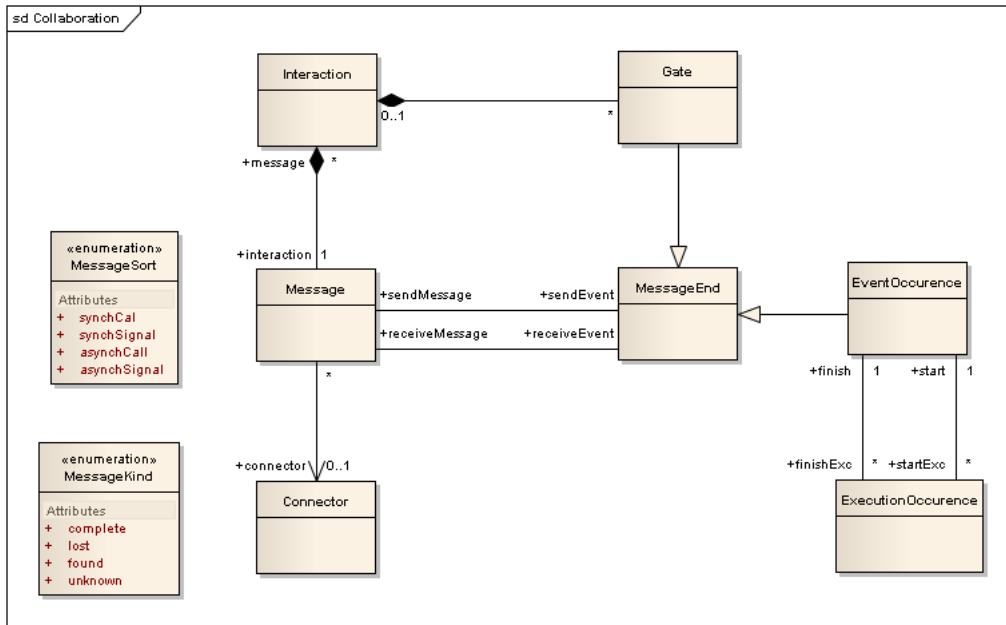 sd Collaboration
Interaction
Gate
0..1
*
+message *
+interaction 1
«enumeration»
MessageSort
Attributes
+ synchCal
+ synchSignal
+ asynchCall
+ asynchSignal
Message
+sendMessage +sendEvent
+receiveMessage +receiveEvent
MessageEnd
EventOccurence
*
+finish 1 +start 1
«enumeration»
MessageKind
Attributes
+ complete
+ lost
+ found
+ unknown
+connector 0..1
Connector
+finishExc * +startExc *
ExecutionOccurence